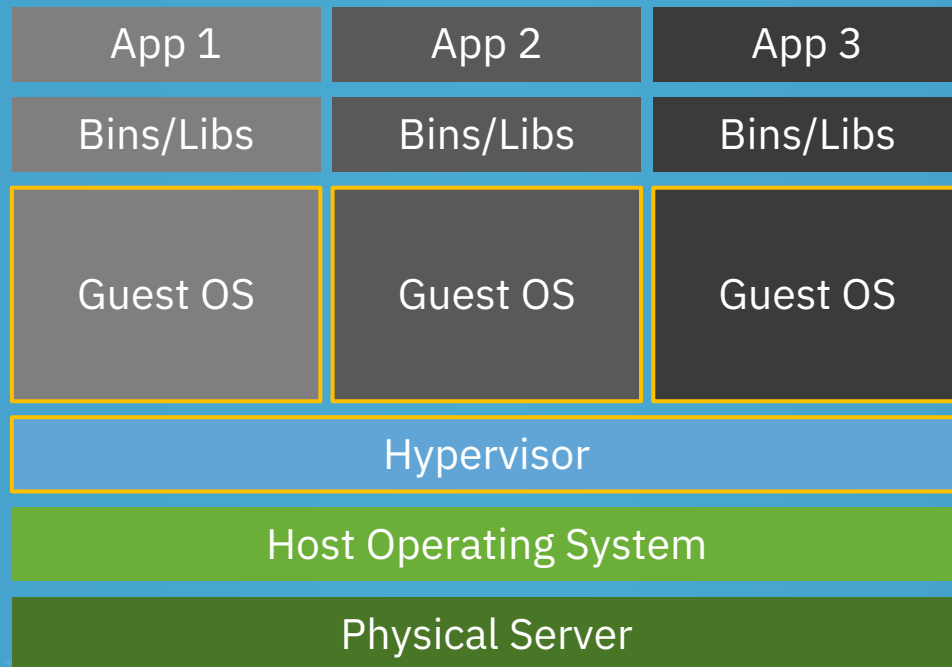 App 1
App 2
App 3
Bins/Libs
Bins/Libs
Bins/Libs
Guest OS
Guest OS
Guest OS
Hypervisor
Host Operating System
Physical Server